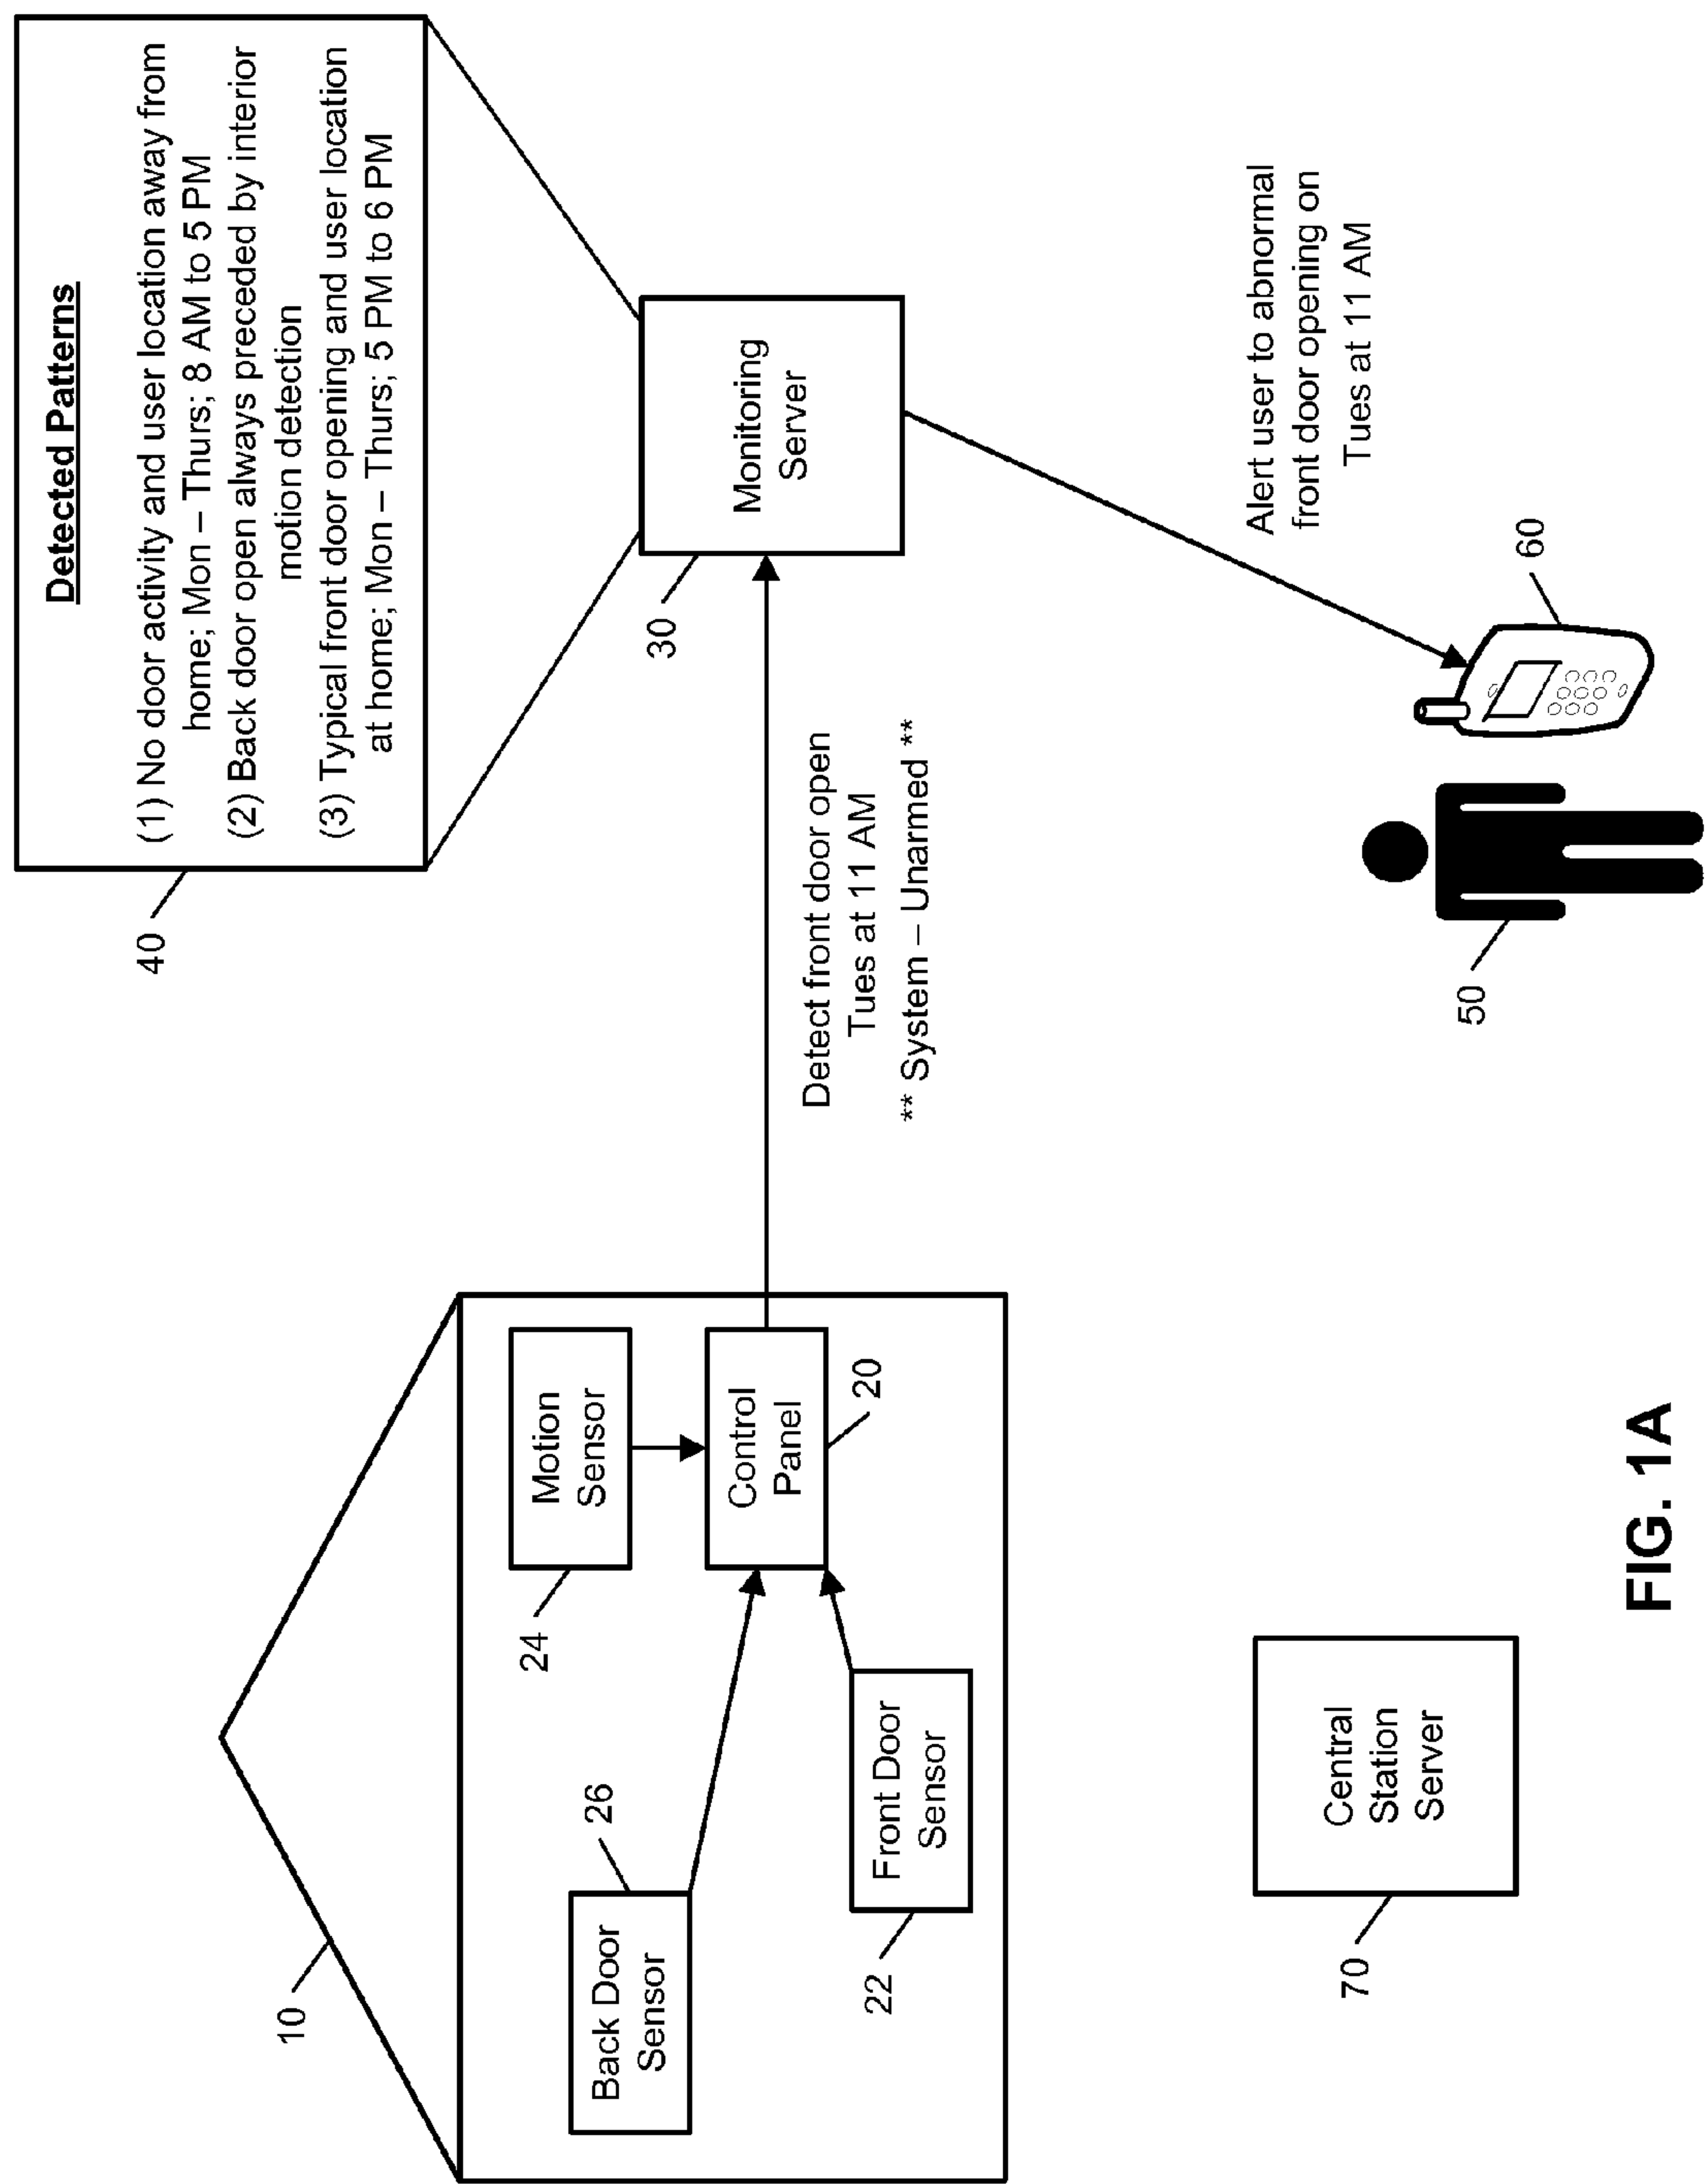 Detected Patterns
(1) No door activity and user location away from
home; Mon – Thurs; 8 AM to 5 PM
(2) Back door open always preceded by interior
motion detection
(3) Typical front door opening and user location
at home; Mon – Thurs; 5 PM to 6 PM
40
10
Back Door
Sensor
26
24
Motion
Sensor
Control
Panel
20
Front Door
Sensor
22
Detect front door open
Tues at 11 AM
** System – Unarmed **
30
Monitoring
Server
Alert user to abnormal
front door opening on
Tues at 11 AM
50
60
70
Central
Station
Server
FIG. 1A